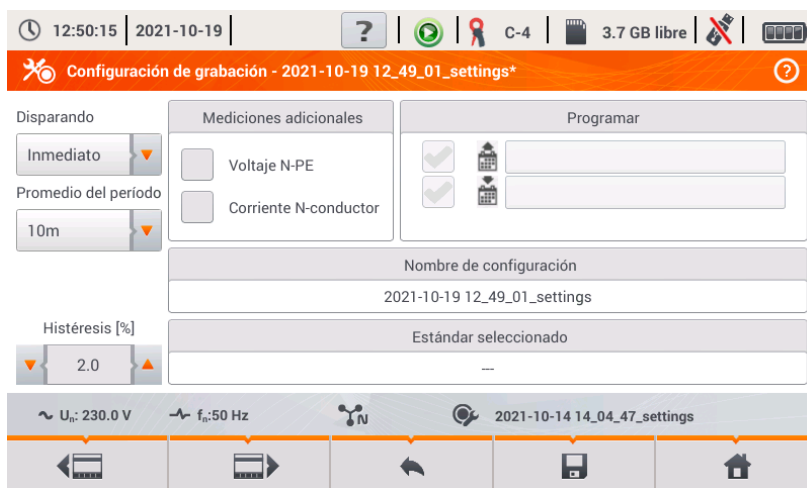 12:50:15 2021-10-19 ? C-4 3.7 GB libre
Configuración de grabación - 2021-10-19 12_49_01_settings* ?
Disparando
Inmediato
Promedio del período
10m
Histéresis [%]
2.0
Mediciones adicionales
Voltaje N-PE
Corriente N-conductor
Programar
Nombre de configuración
2021-10-19 12_49_01_settings
Estándar seleccionado
---
Un: 230.0 V fn:50 Hz N 2021-10-14 14_04_47_settings